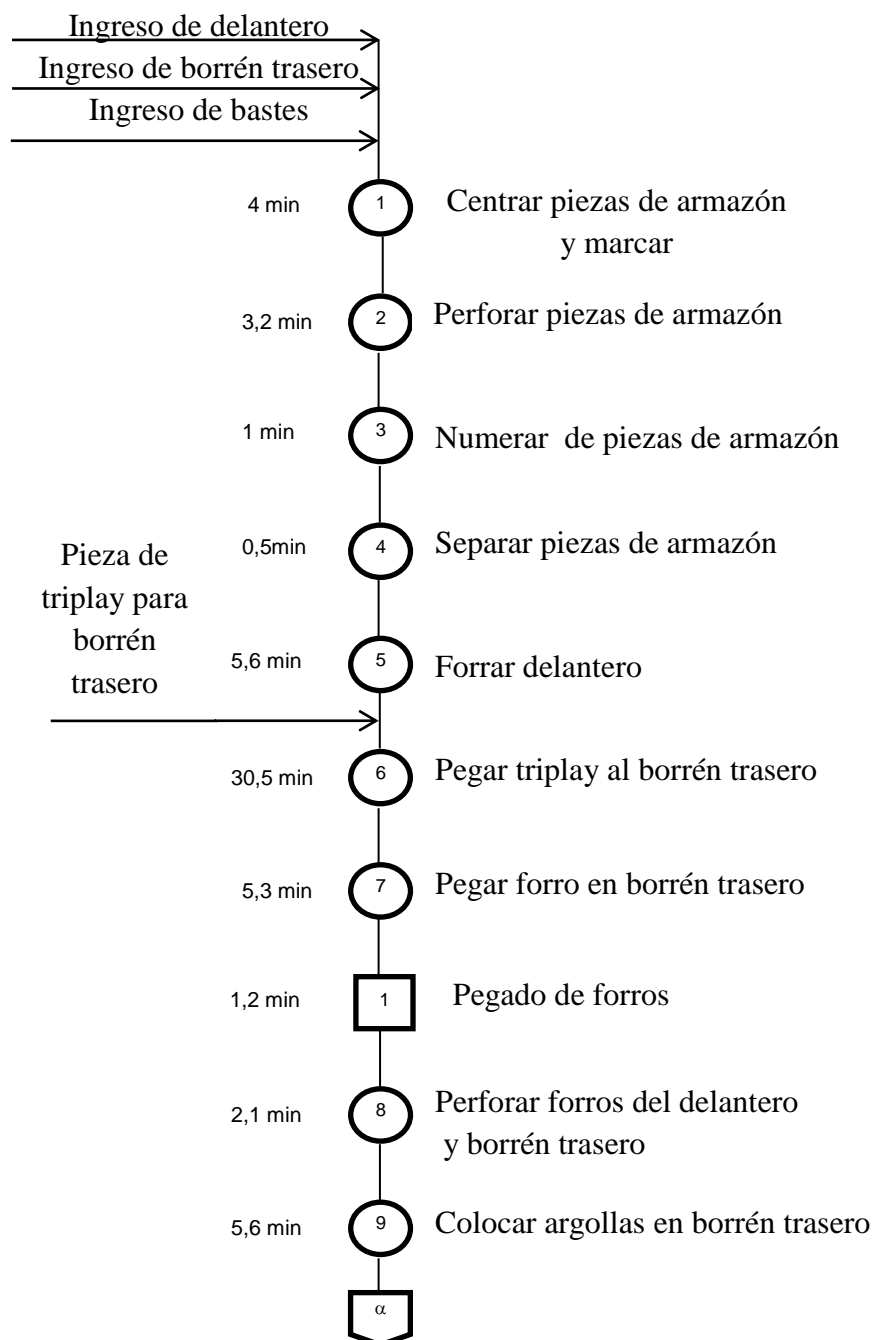 Ingreso de delantero
Ingreso de borrén trasero
Ingreso de bastes
4 min
1
Centrar piezas de armazón
y marcar
3,2 min
2
Perforar piezas de armazón
1 min
3
Numerar de piezas de armazón
Pieza de
triplay para
borrén
trasero
0,5min
4
Separar piezas de armazón
5,6 min
5
Forrar delantero
30,5 min
6
Pegar triplay al borrén trasero
5,3 min
7
Pegar forro en borrén trasero
1,2 min
1
Pegado de forros
2,1 min
8
Perforar forros del delantero
y borrén trasero
5,6 min
9
Colocar argollas en borrén trasero
α